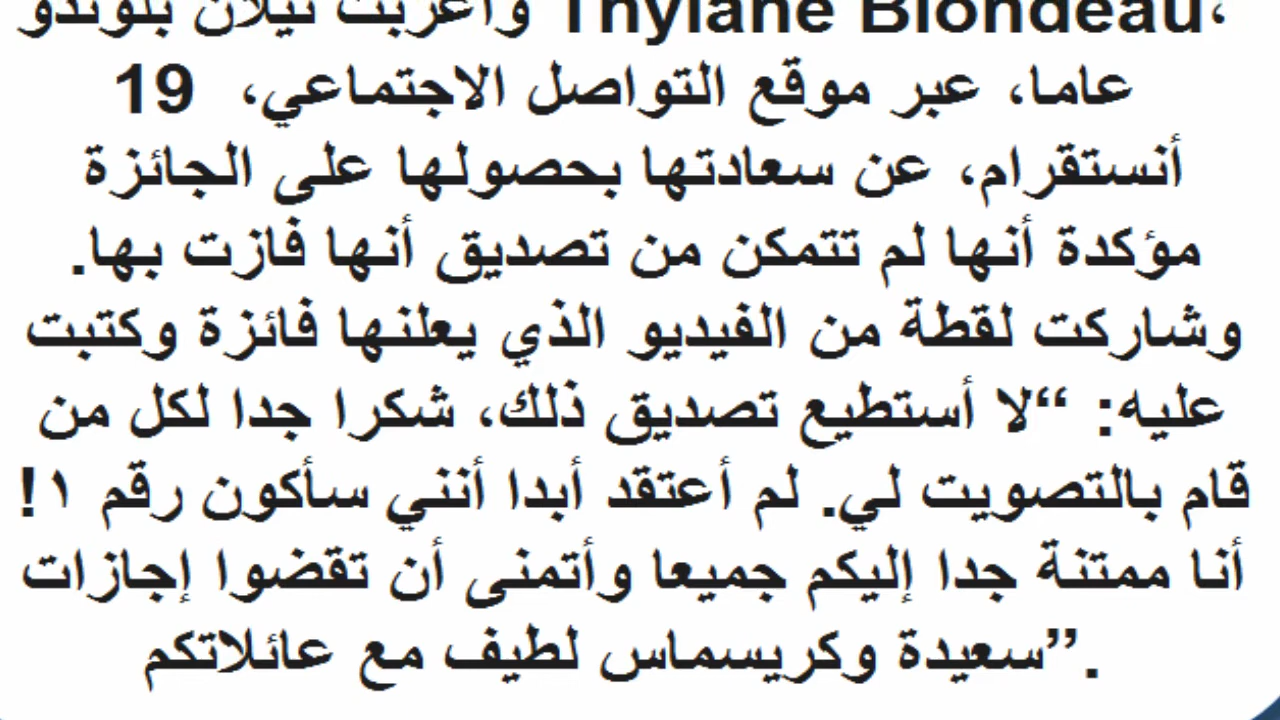 وأعربت تيلان بلوندو Thylane Blondeau،
19 عاما، عبر موقع التواصل الاجتماعي،
أنستقرام، عن سعادتها بحصولها على الجائزة
مؤكدة أنها لم تتمكن من تصديق أنها فازت بها.
وشاركت لقطة من الفيديو الذي يعلنها فائزة وكتبت
عليه: “لا أستطيع تصديق ذلك، شكرا جدا لكل من
قام بالتصويت لي. لم أعتقد أبدا أنني سأكون رقم ١!
أنا ممتنة جدا إليكم جميعا وأتمنى أن تقضوا إجازات
سعيدة وكريسماس لطيف مع عائلاتكم”.